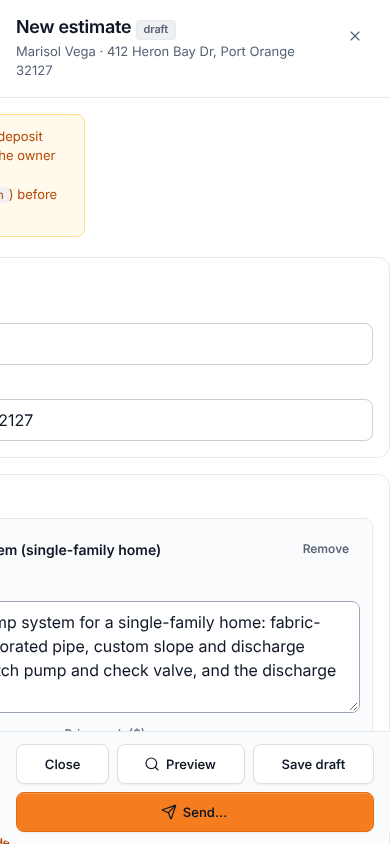 New estimate draft
Marisol Vega · 412 Heron Bay Dr, Port Orange
32127
deposit
he owner
) before
2127
em (single-family home)
Remove
mp system for a single-family home: fabric-
orated pipe, custom slope and discharge
tch pump and check valve, and the discharge
Close
Preview
Save draft
Send...